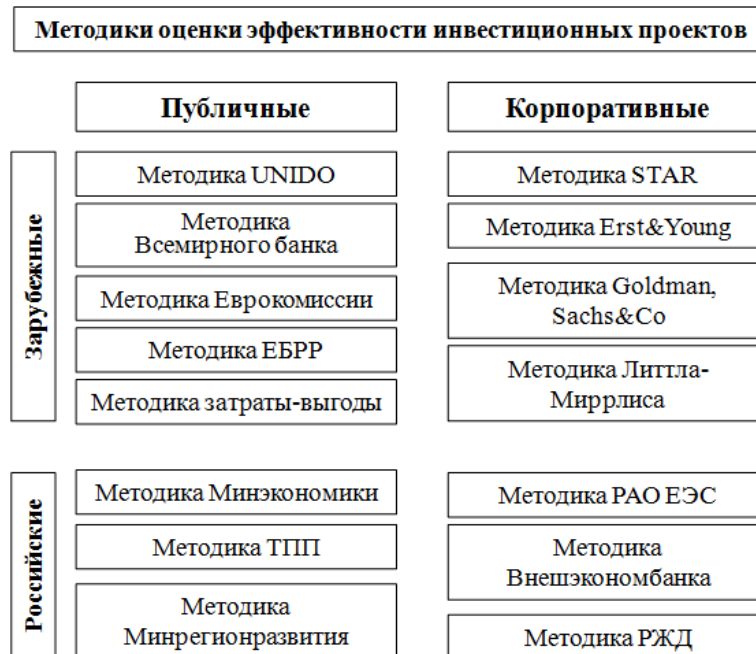 Методики оценки эффективности инвестиционных проектов
Публичные
Корпоративные
Зарубежные
Методика UNIDO
Методика
Всемирного банка
Методика Еврокомиссии
Методика ЕБРР
Методика затраты-выгоды
Методика STAR
Методика Erst&Young
Методика Goldman,
Sachs&Co
Методика Литтла-
Миррлиса
Российские
Методика Минэкономики
Методика ТПП
Методика
Минрегионразвития
Методика РАО ЕЭС
Методика
Внешэкономбанка
Методика РЖД